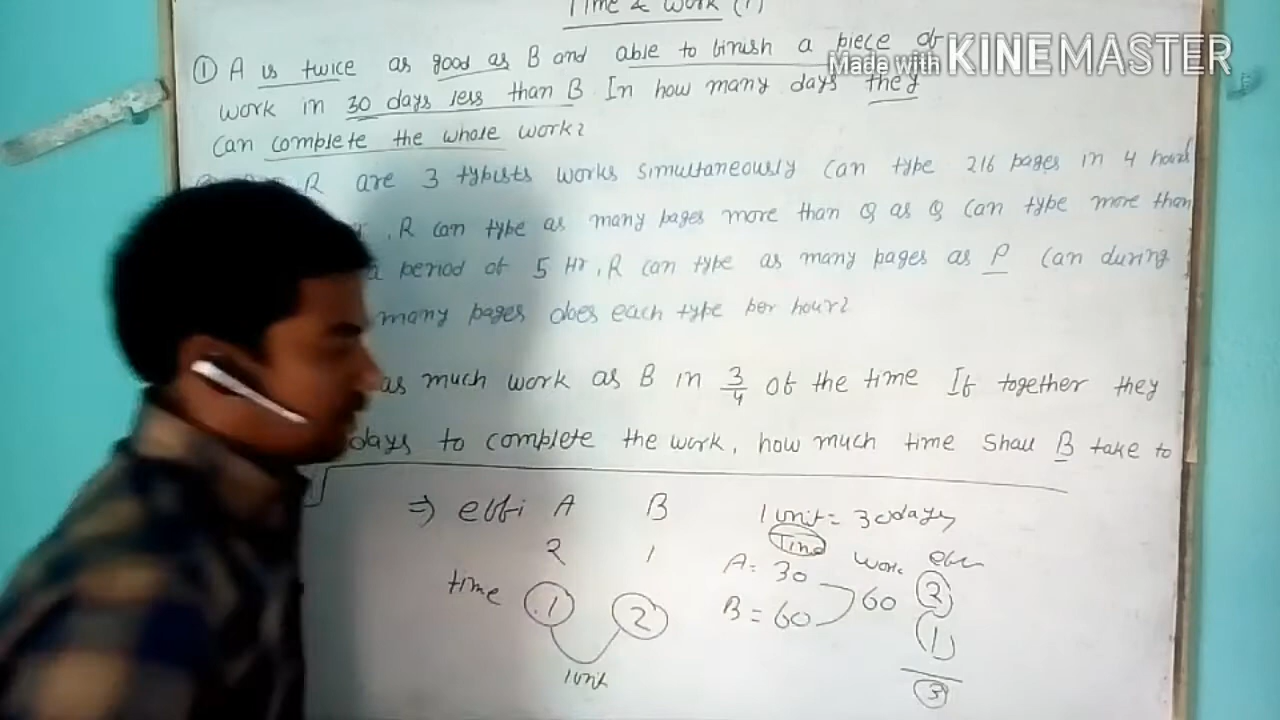 Time & Work (1)
Made with KINEMASTER
① A is twice as good as B and able to finish a piece of
work in 30 days less than B In how many days they
Can complete the whole work?
R are 3 typists works simultaneously Can type 216 pages in 4 hours
R can type as many pages more than Q as Q Can type more than
a period of 5 Hr, R can type as many pages as P Can during
many pages does each type per hour?
as much work as B in 3/4 of the time If together they
days to complete the work, how much time Shall B take to
⇒ effi A B
2 1
time 1 2
1 unit
1 unit = 30 days
Time Work
A = 30
B = 60
60
2
1
3